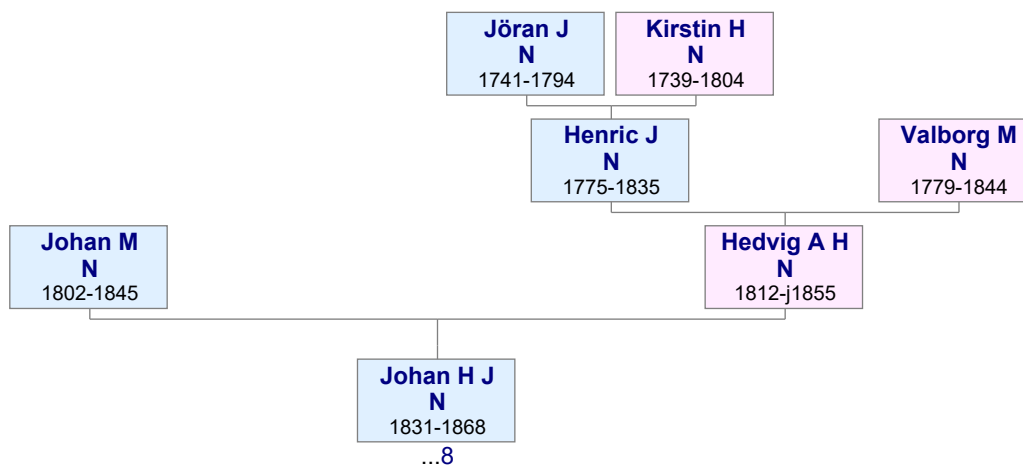 Jöran J
N
1741-1794
Kirstin H
N
1739-1804
Henric J
N
1775-1835
Valborg M
N
1779-1844
Johan M
N
1802-1845
Hedvig A H
N
1812-j1855
Johan H J
N
1831-1868
...8